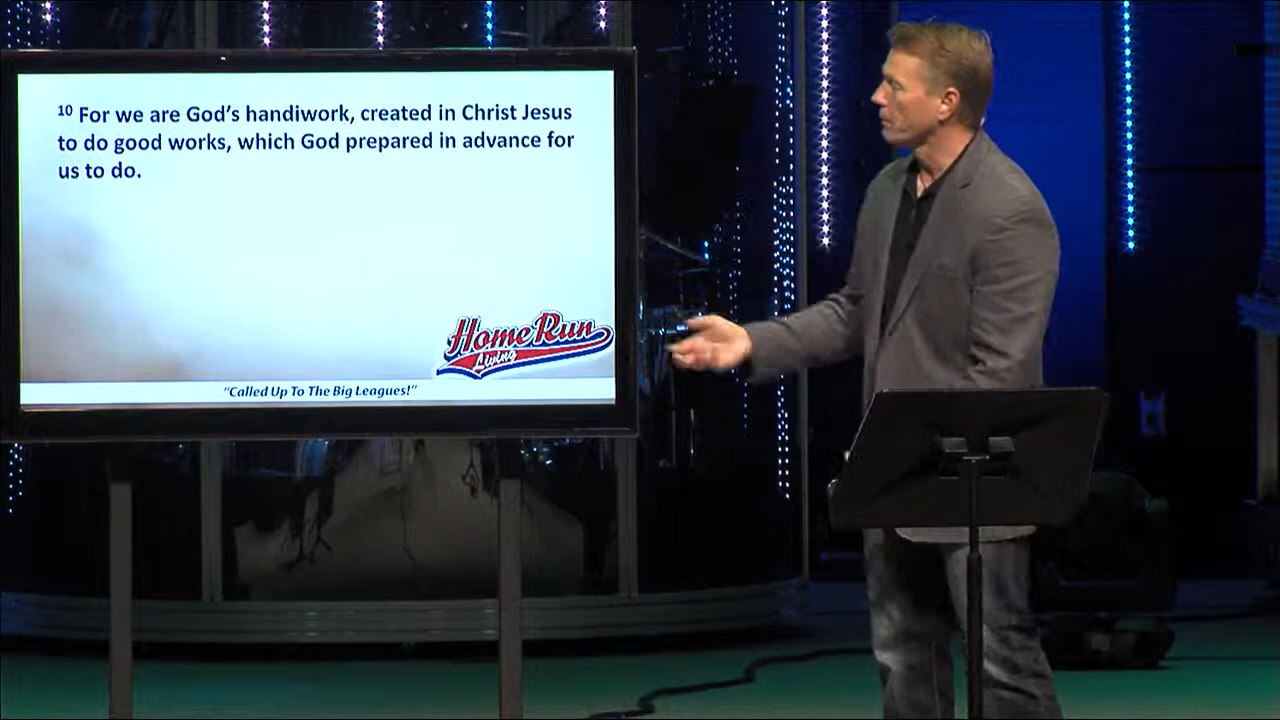 10 For we are God's handiwork, created in Christ Jesus
to do good works, which God prepared in advance for
us to do.
Home Run
Living
"Called Up To The Big Leagues!"